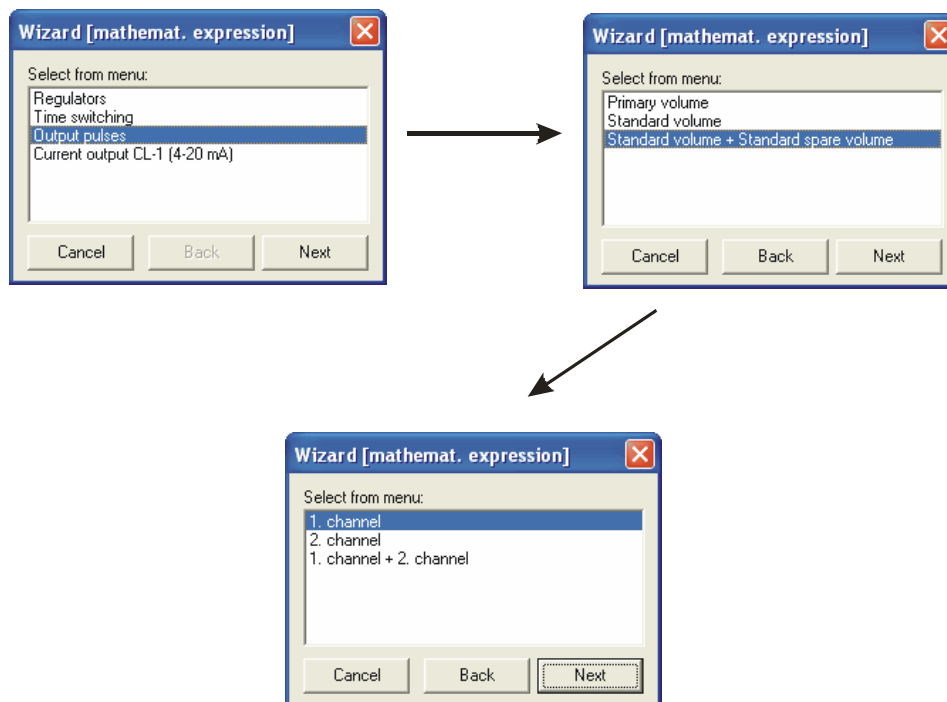 Wizard [mathemat. expression]
Select from menu:
Regulators
Time switching
Output pulses
Current output CL-1 (4-20 mA)
Cancel
Back
Next
Wizard [mathemat. expression]
Select from menu:
Primary volume
Standard volume
Standard volume + Standard spare volume
Cancel
Back
Next
Wizard [mathemat. expression]
Select from menu:
1. channel
2. channel
1. channel + 2. channel
Cancel
Back
Next